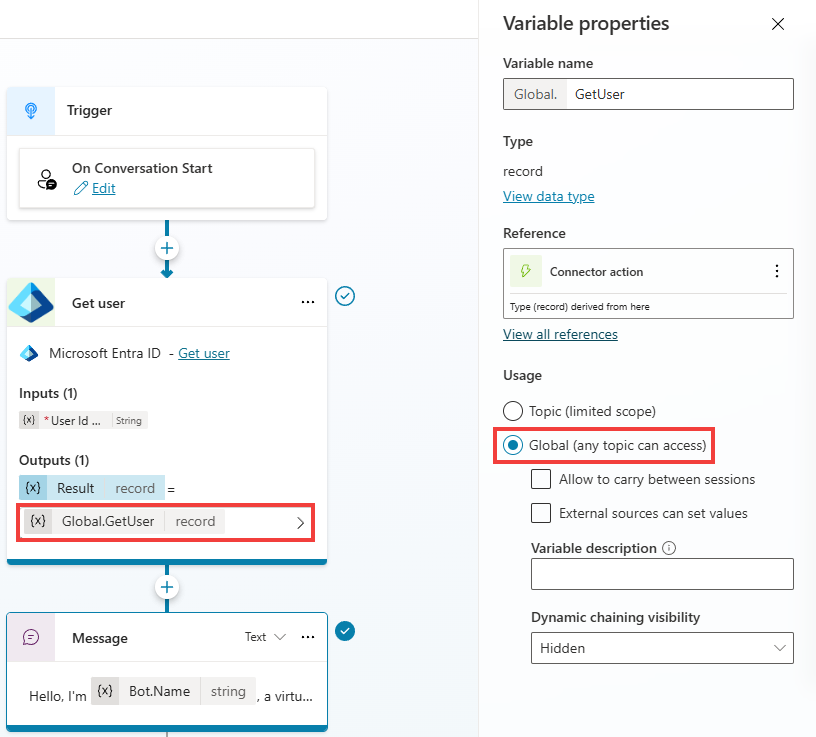 Trigger
On Conversation Start
Edit
Get user
Microsoft Entra ID - Get user
Inputs (1)
{x} * User Id ... String
Outputs (1)
{x} Result record =
{x} Global.GetUser record
Message Text
Hello, I'm {x} Bot.Name string , a virtu...
Variable properties
Variable name
Global. GetUser
Type
record
View data type
Reference
Connector action
Type (record) derived from here
View all references
Usage
Topic (limited scope)
Global (any topic can access)
Allow to carry between sessions
External sources can set values
Variable description
Dynamic chaining visibility
Hidden